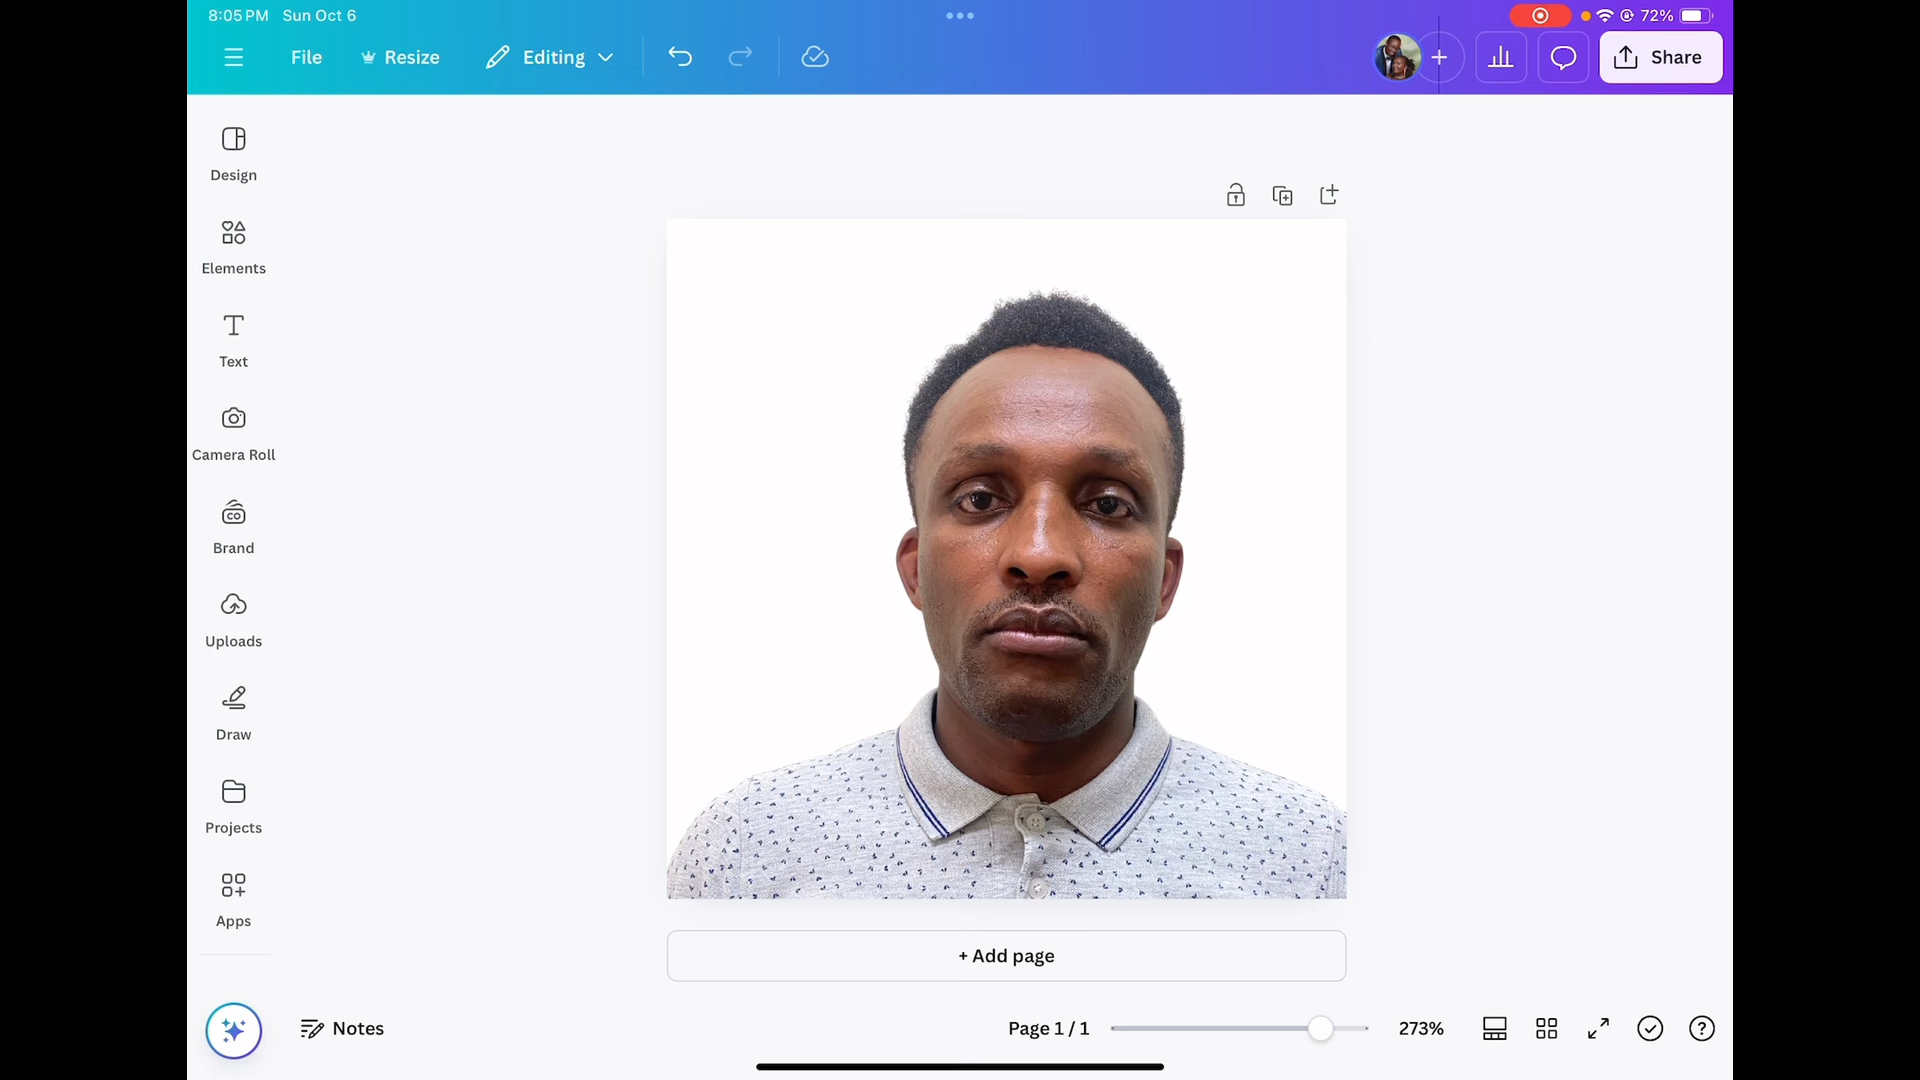 8:05 PM Sun Oct 6
72%
File
Resize
Editing
Share
Design
Elements
Text
Camera Roll
CO
Brand
Uploads
Draw
Projects
Apps
+ Add page
Notes
Page 1 / 1
273%